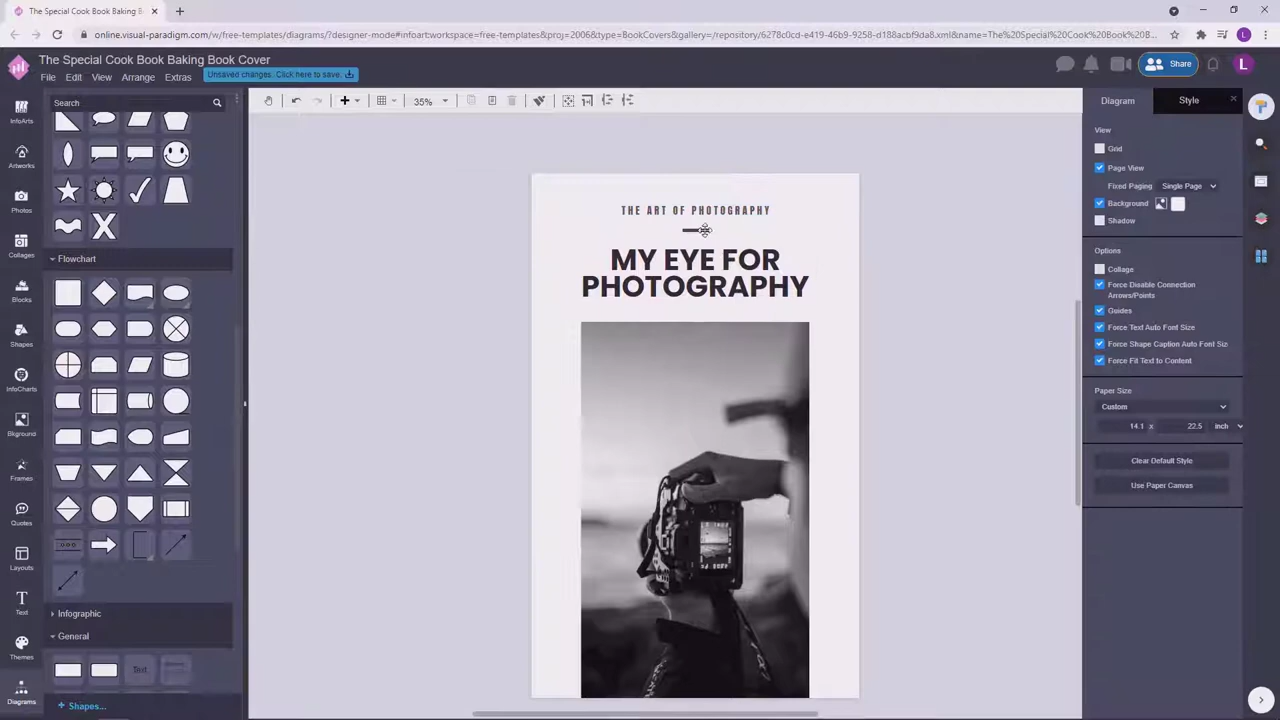 The Special Cook Book Baking B
online.visual-paradigm.com/w/free-templates/diagrams/?designer-mode#infoart:workspace=free-templates&proj=2006&type=BookCovers&gallery=/repository/6278c0cd-e419-46b9-9258-d188acbf9da8.xml&name=The%20Special%20Cook%20Book%20Baking%20B...
The Special Cook Book Baking Book Cover
File Edit View Arrange Extras
Unsaved changes. Click here to save.
Share
L
Search
35%
Diagram
Style
InfoArts
Artworks
Photos
Collages
Blocks
Shapes
InfoCharts
Bkground
Frames
Quotes
Layouts
Text
Themes
Diagrams
Flowchart
Infographic
General
Text
Shapes...
THE ART OF PHOTOGRAPHY
MY EYE FOR
PHOTOGRAPHY
View
Grid
Page View
Fixed Paging Single Page
Background
Shadow
Options
Collage
Force Disable Connection
Arrows/Points
Guides
Force Text Auto Font Size
Force Shape Caption Auto Font Siz
Force Fit Text to Content
Paper Size
Custom
14.1 x 22.5 inch
Clear Default Style
Use Paper Canvas